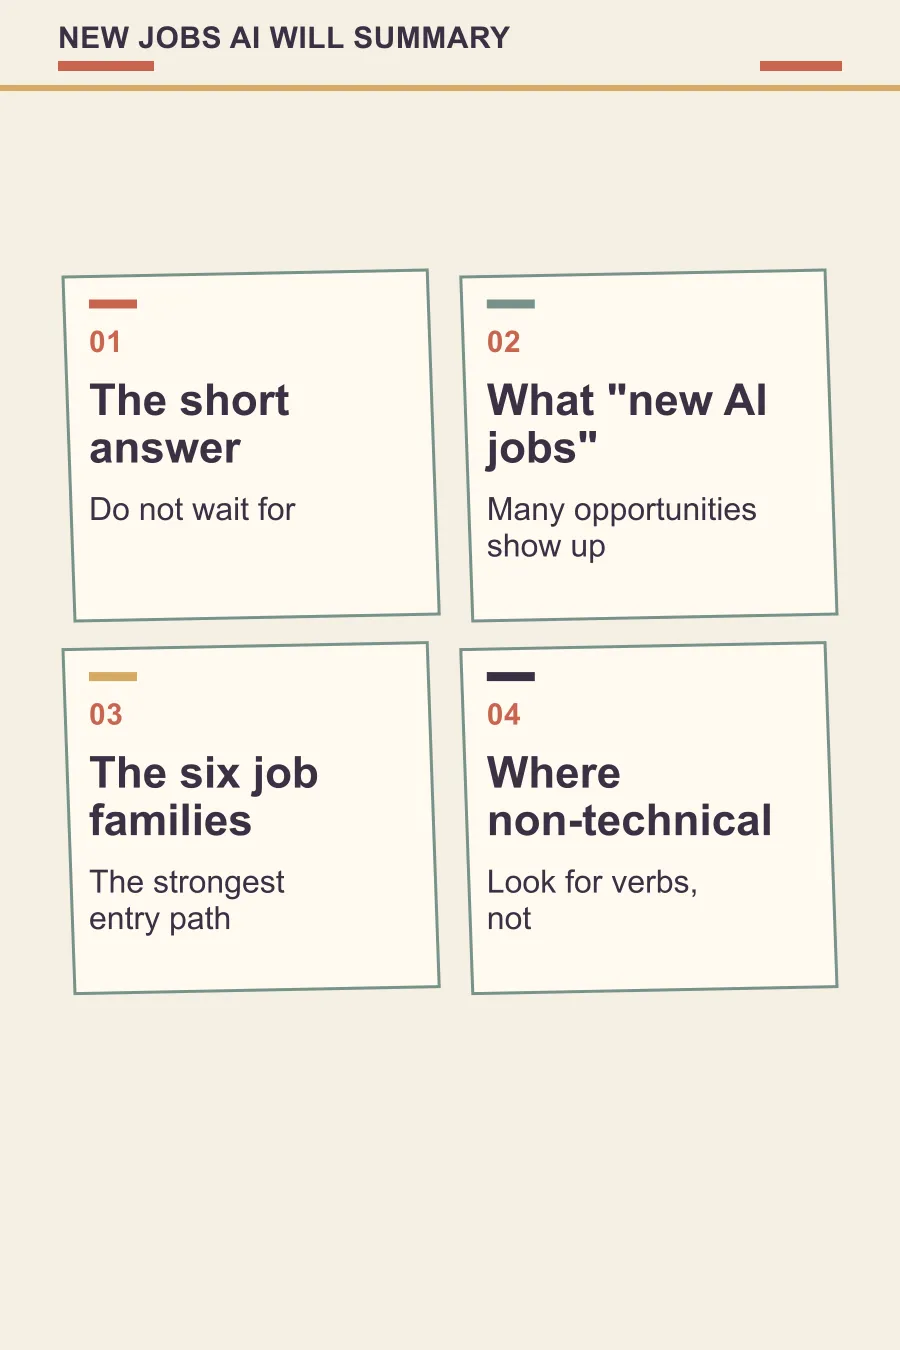 NEW JOBS AI WILL SUMMARY
01
The short
answer
Do not wait for
02
What "new AI
jobs"
Many opportunities
show up
03
The six job
families
The strongest
entry path
04
Where
non-technical
Look for verbs,
not